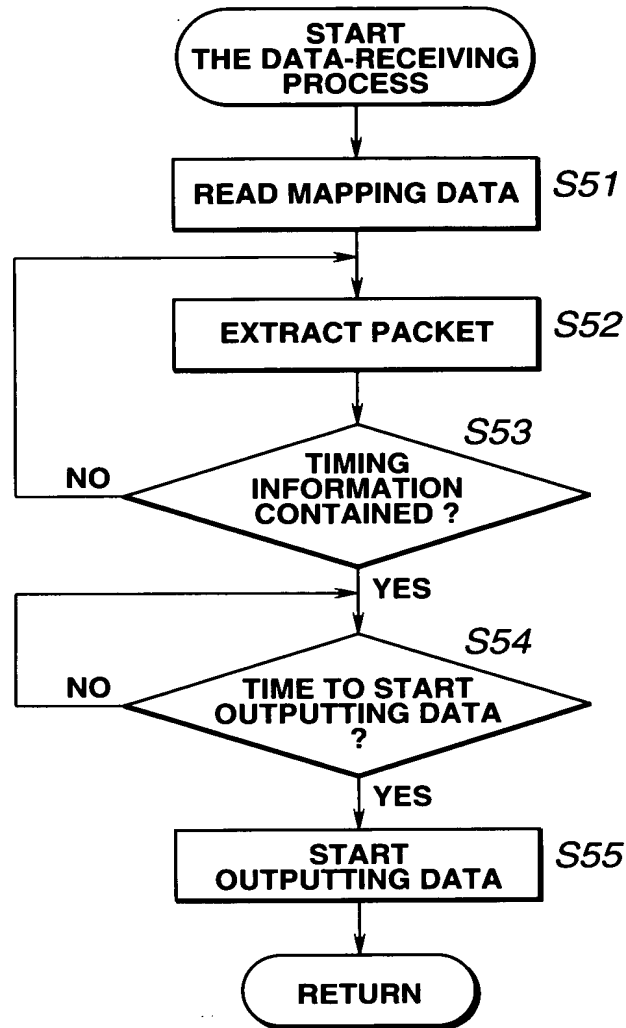 START
THE DATA-RECEIVING
PROCESS
READ MAPPING DATA
S51
EXTRACT PACKET
S52
S53
TIMING
INFORMATION
CONTAINED ?
NO
YES
S54
TIME TO START
OUTPUTTING DATA
?
NO
YES
START
OUTPUTTING DATA
S55
RETURN